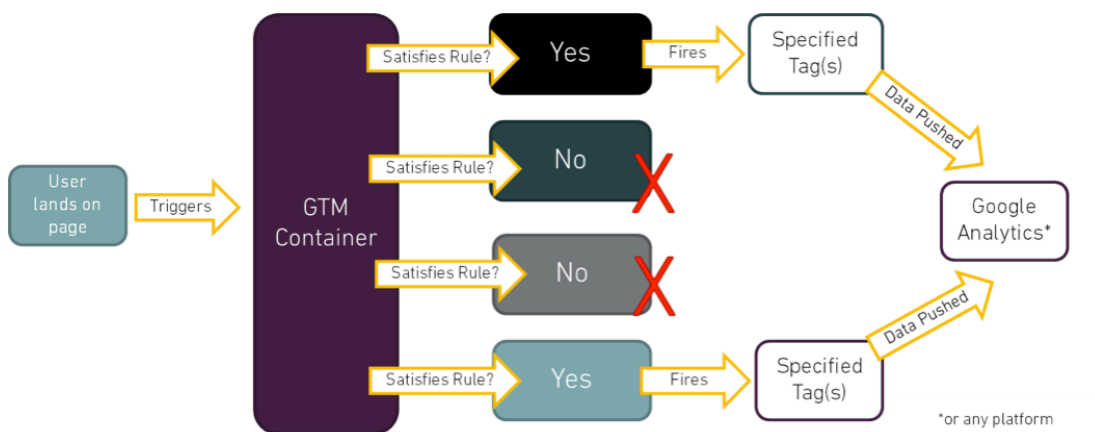 User
lands on
page
Triggers
GTM
Container
Satisfies Rule?
Yes
Fires
Specified
Tag(s)
Data Pushed
Satisfies Rule?
No
X
Satisfies Rule?
No
X
Satisfies Rule?
Yes
Fires
Specified
Tag(s)
Data Pushed
Google
Analytics*
*or any platform